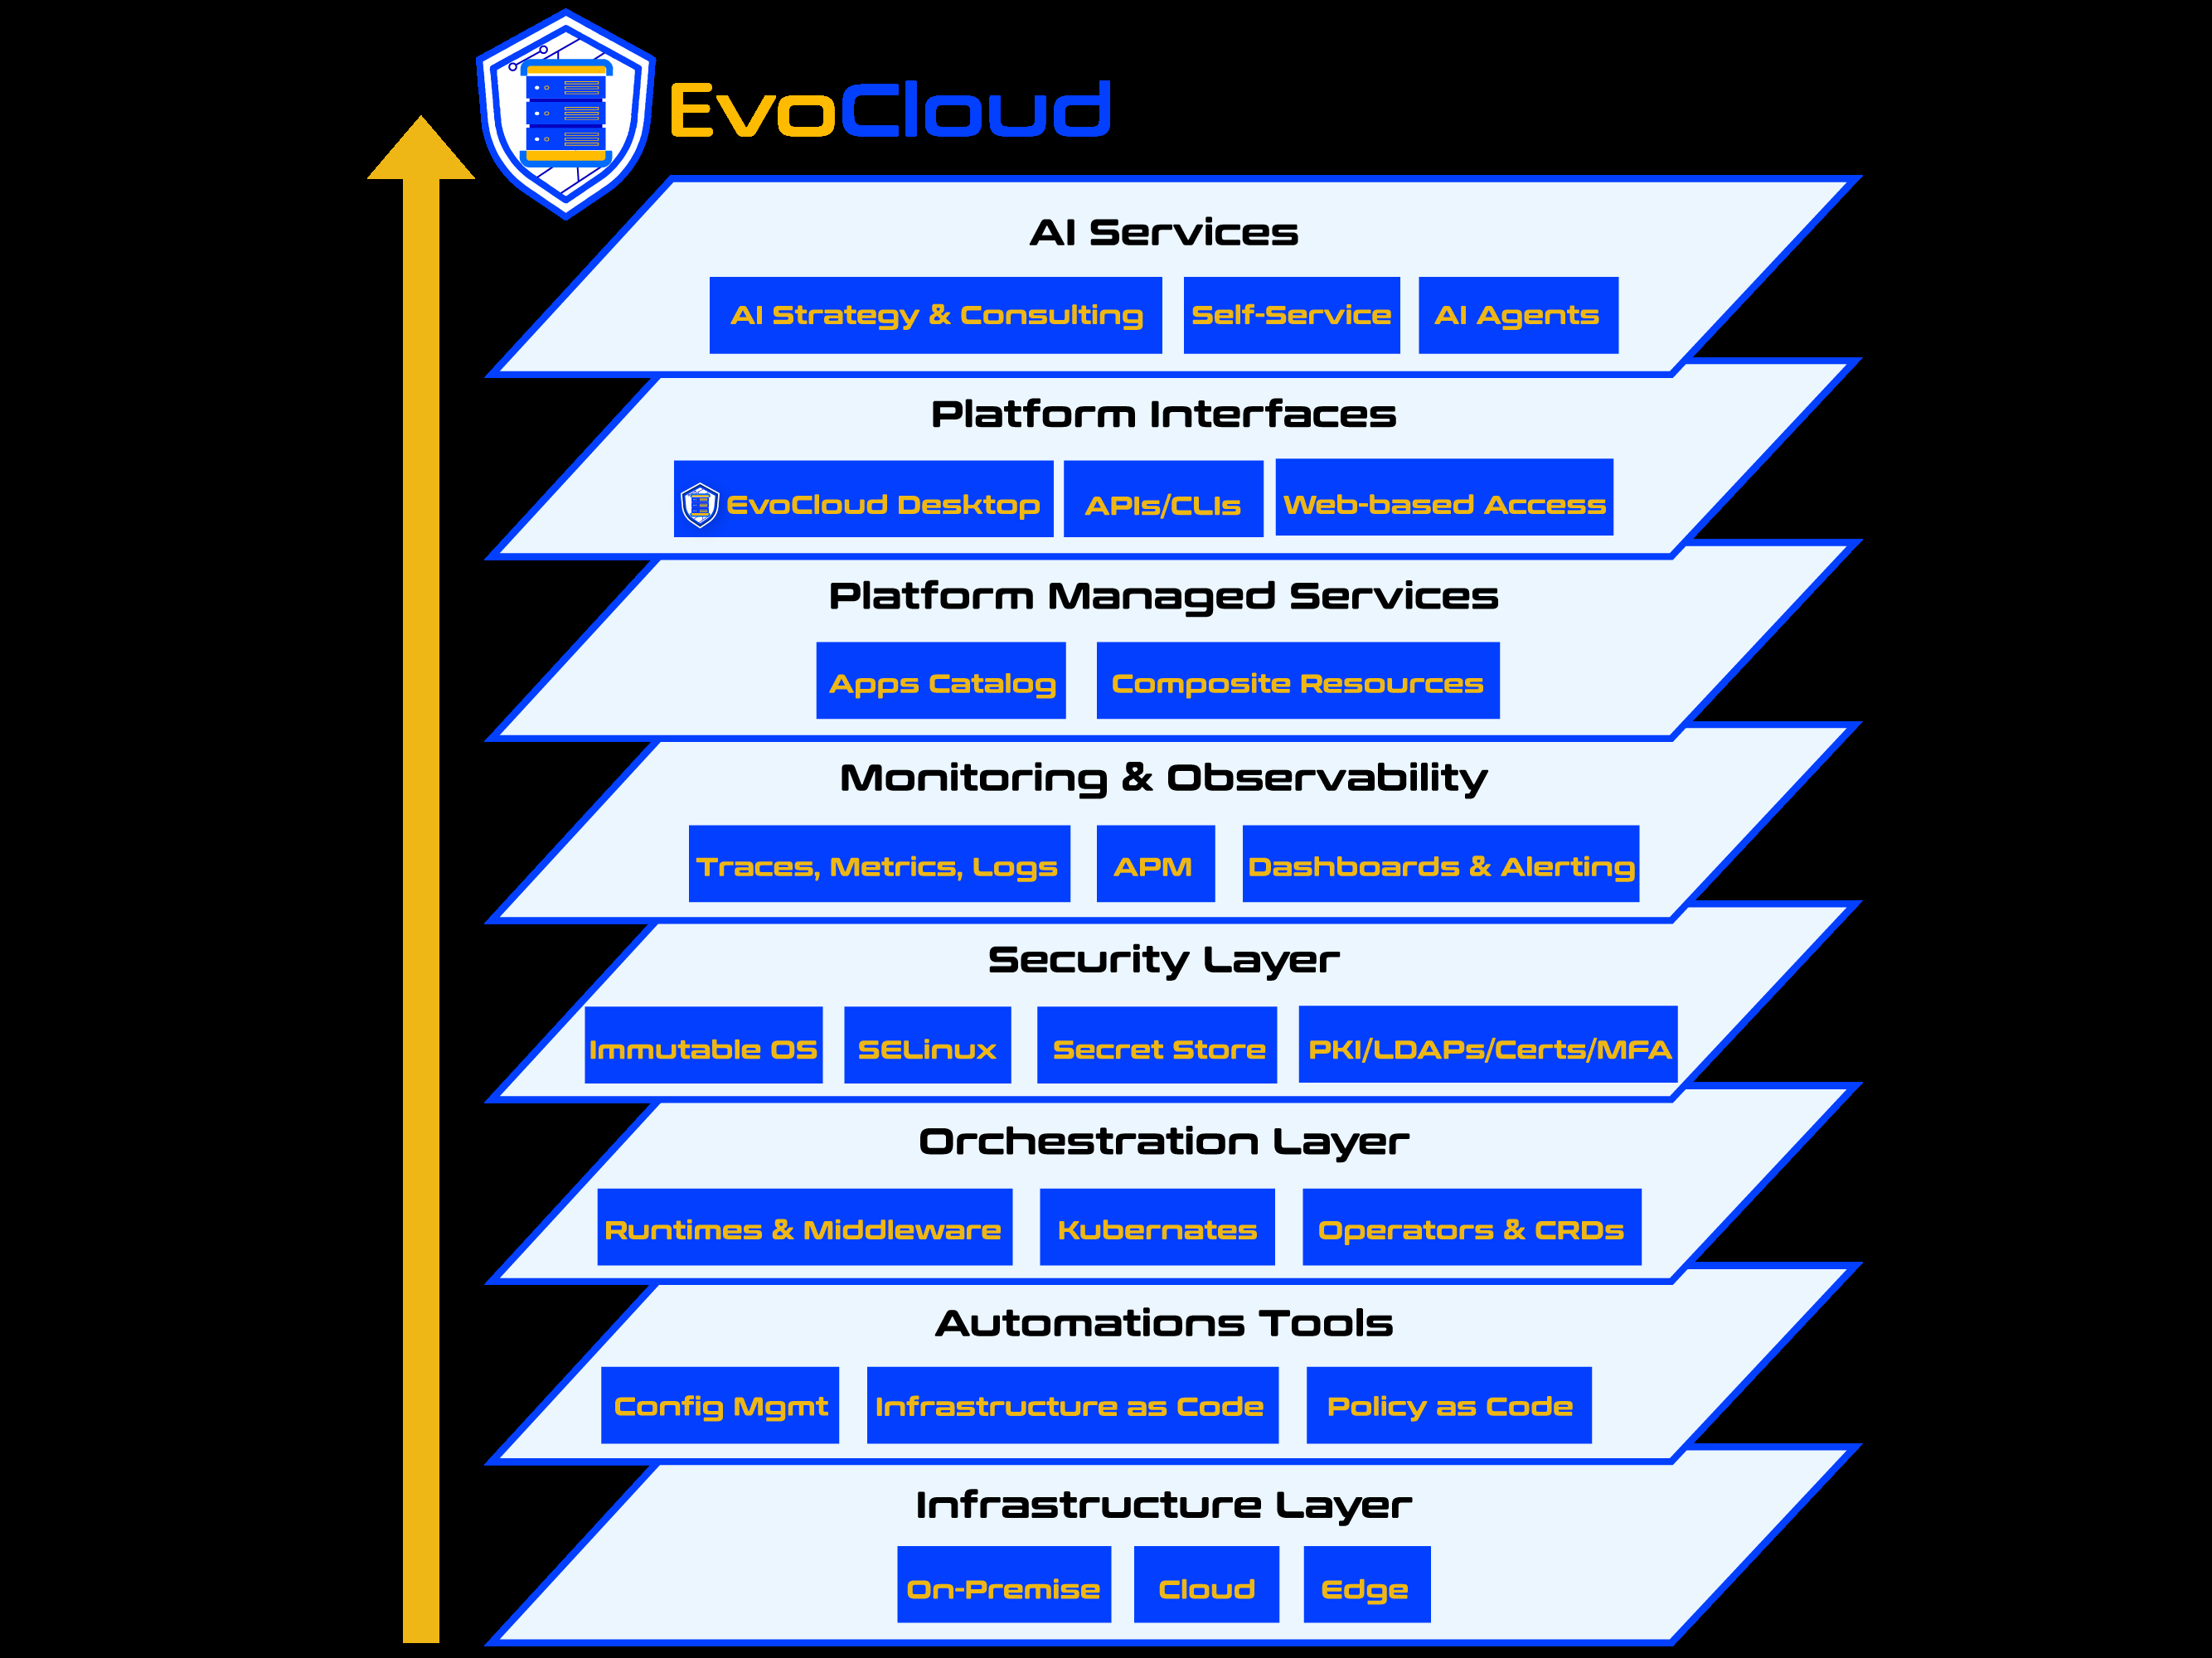 EvoCloud
AI Services
AI Strategy & Consulting
Self-Service
AI Agents
Platform Interfaces
EvoCloud Desktop
APIs/CLIs
Web-based Access
Platform Managed Services
Apps Catalog
Composite Resources
Monitoring & Observability
Traces, Metrics, Logs
APM
Dashboards & Alerting
Security Layer
Immutable OS
SELinux
Secret Store
PKI/LDAPs/Certs/MFA
Orchestration Layer
Runtimes & Middleware
Kubernates
Operators & CRDs
Automations Tools
Config Mgmt
Infrastructure as Code
Policy as Code
Infrastructure Layer
On-Premise
Cloud
Edge